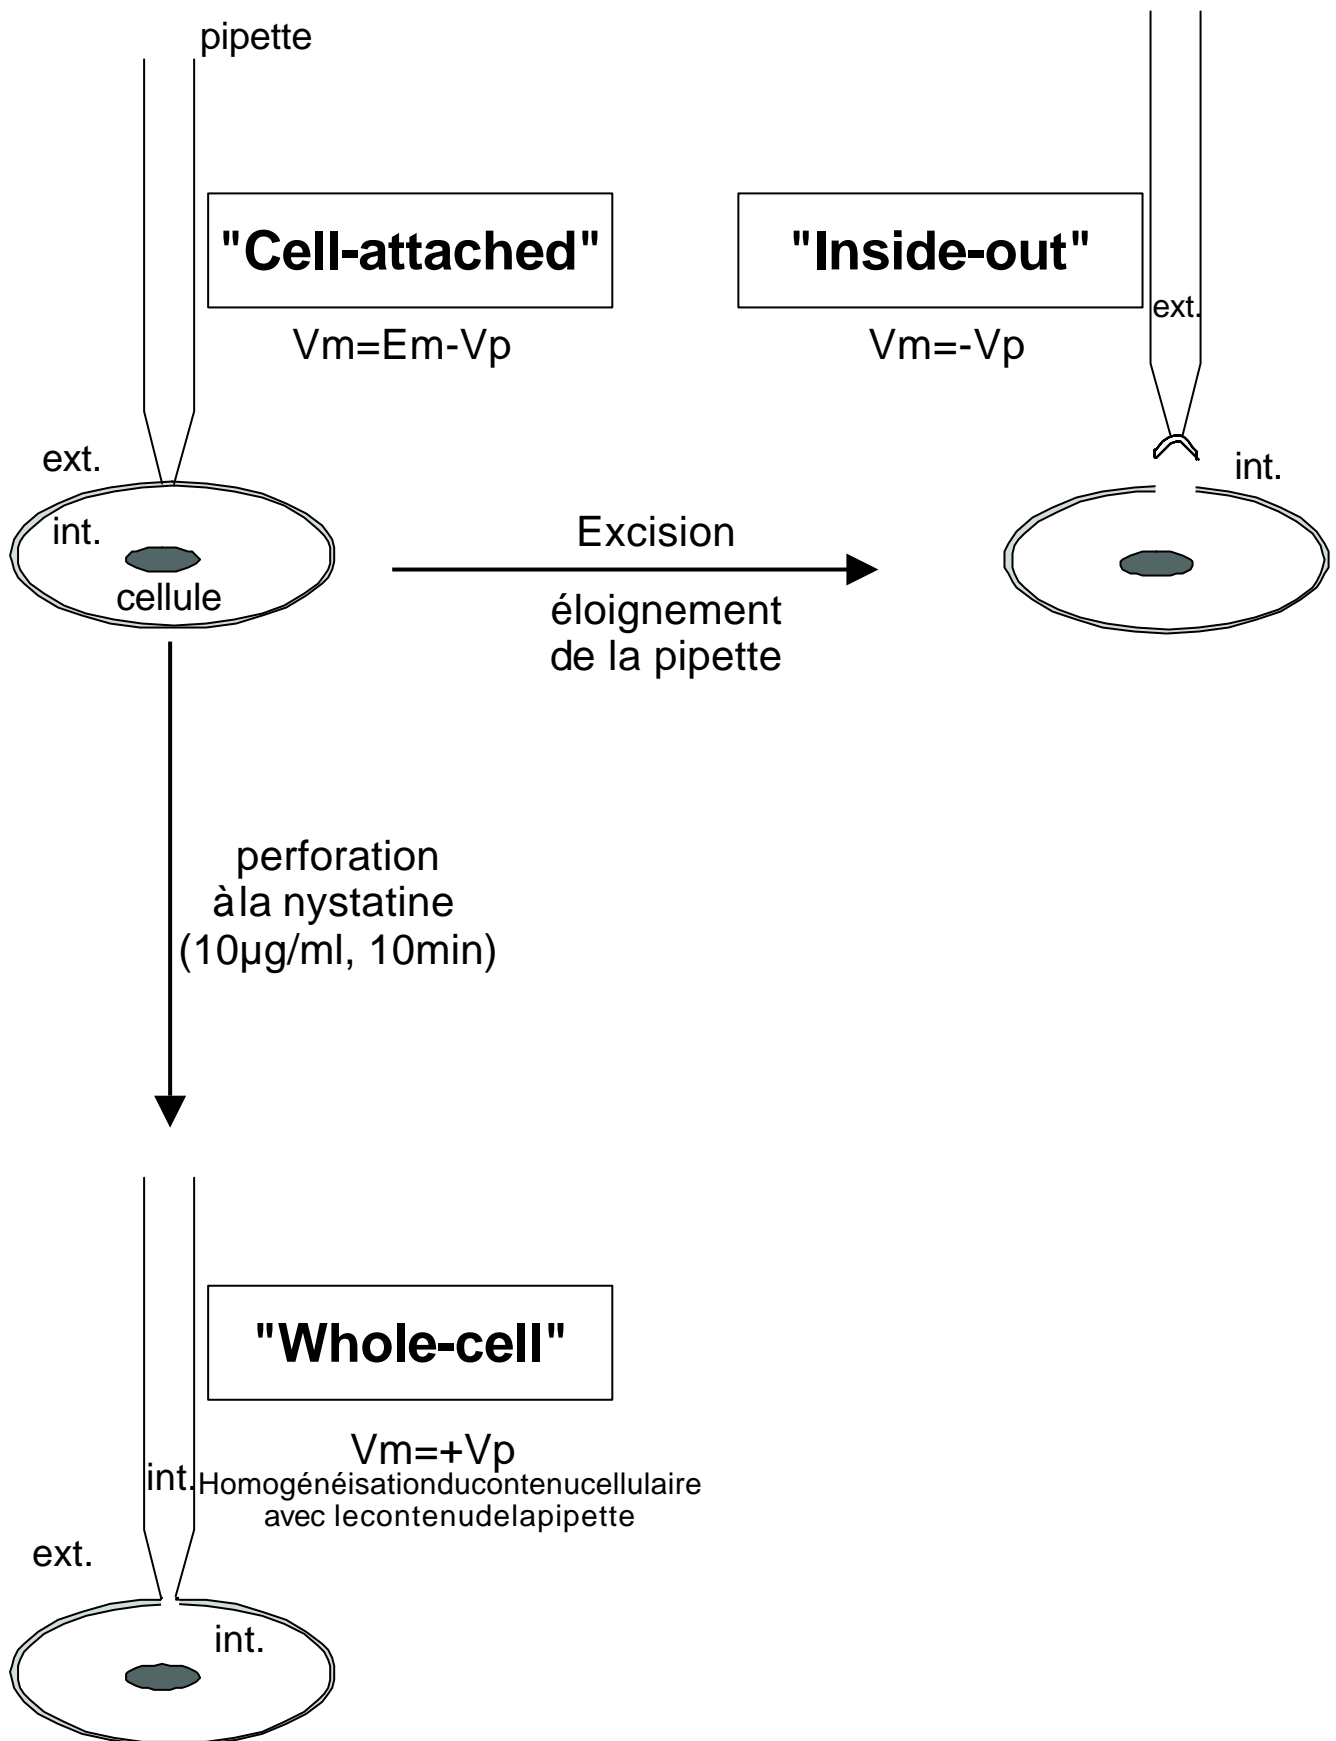 pipette
"Cell-attached"
Vm=Em-Vp
"Inside-out"
Vm=-Vp
ext.
ext.
int.
cellule
int.
Excision
éloignement
de la pipette
perforation
à la nystatine
(10µg/ml, 10min)
"Whole-cell"
Vm=+Vp
int.
Homogénéisationducontenucellulaire
avec lecontenudelapipette
ext.
int.